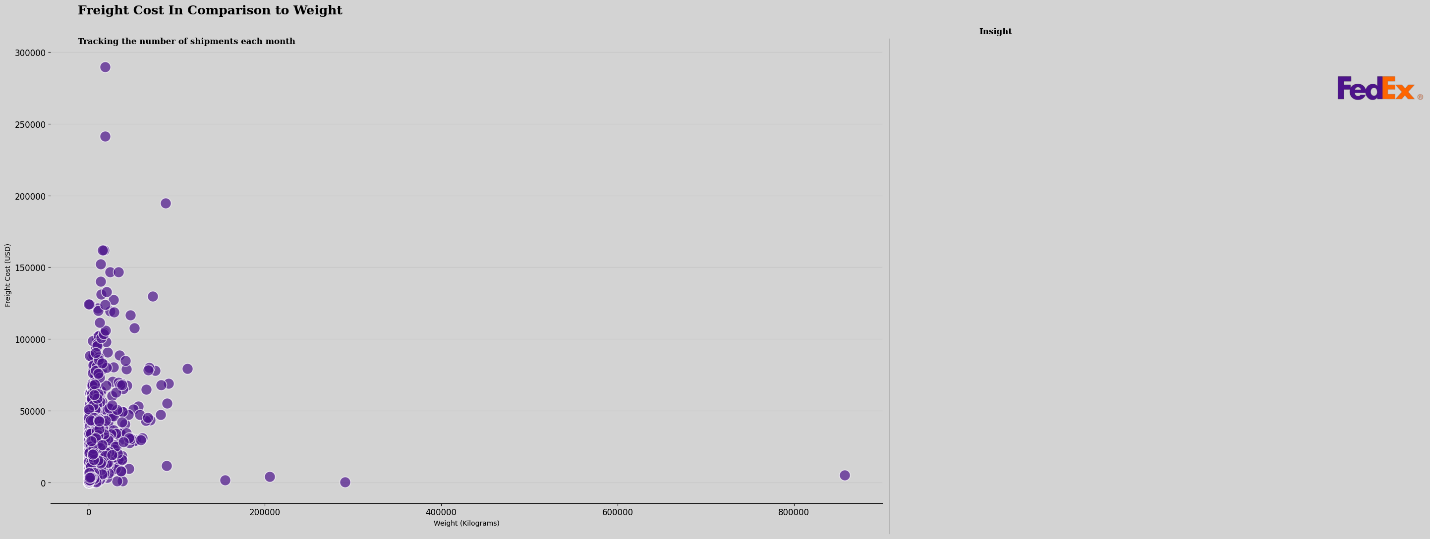 Freight Cost In Comparison to Weight
Tracking the number of shipments each month
Insight
FedEx®
300000
250000
200000
150000
100000
50000
0
Freight Cost (USD)
0 200000 400000 600000 800000
Weight (Kilograms)